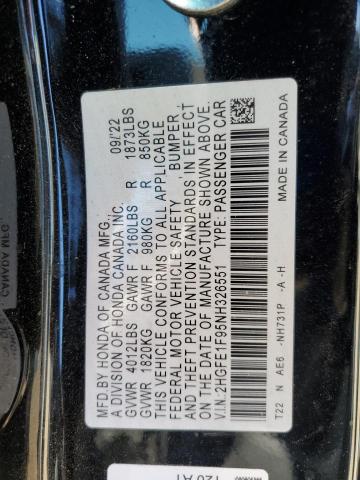 MFD.BY HONDA OF CANADA MFG., 09/'22
A DIVISION OF HONDA CANADA INC.
GVWR 4012LBS GAWR F 2160LBS R 1873LBS
GVWR 1820KG GAWR F 980KG R 850KG
THIS VEHICLE CONFORMS TO ALL APPLICABLE
FEDERAL MOTOR VEHICLE SAFETY , BUMPER ,
AND THEFT PREVENTION STANDARDS IN EFFECT
ON THE DATE OF MANUFACTURE SHOWN ABOVE.
V.I.N:2HGFE1F95NH326551 TYPE: PASSENGER CAR
T22 N AE6 -NH731P -A -H MADE IN CANADA
CANADA MFG.